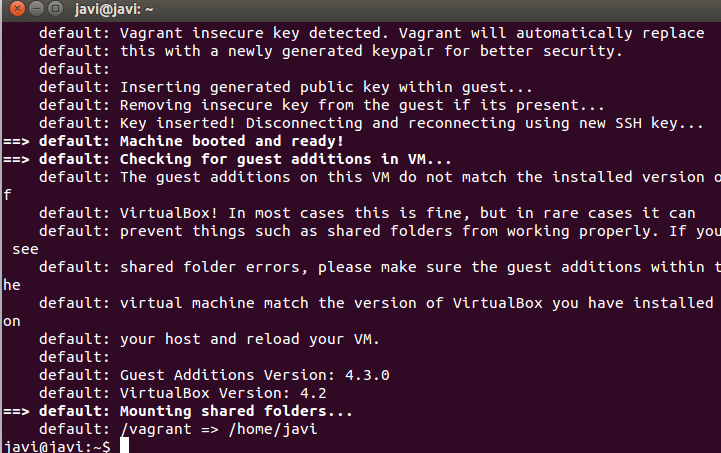 javi@javi: ~
default: Vagrant insecure key detected. Vagrant will automatically replace
default: this with a newly generated keypair for better security.
default:
default: Inserting generated public key within guest...
default: Removing insecure key from the guest if its present...
default: Key inserted! Disconnecting and reconnecting using new SSH key...
==> default: Machine booted and ready!
==> default: Checking for guest additions in VM...
default: The guest additions on this VM do not match the installed version o
f
default: VirtualBox! In most cases this is fine, but in rare cases it can
default: prevent things such as shared folders from working properly. If you
see
default: shared folder errors, please make sure the guest additions within t
he
default: virtual machine match the version of VirtualBox you have installed
on
default: your host and reload your VM.
default:
default: Guest Additions Version: 4.3.0
default: VirtualBox Version: 4.2
==> default: Mounting shared folders...
default: /vagrant => /home/javi
javi@javi:~$